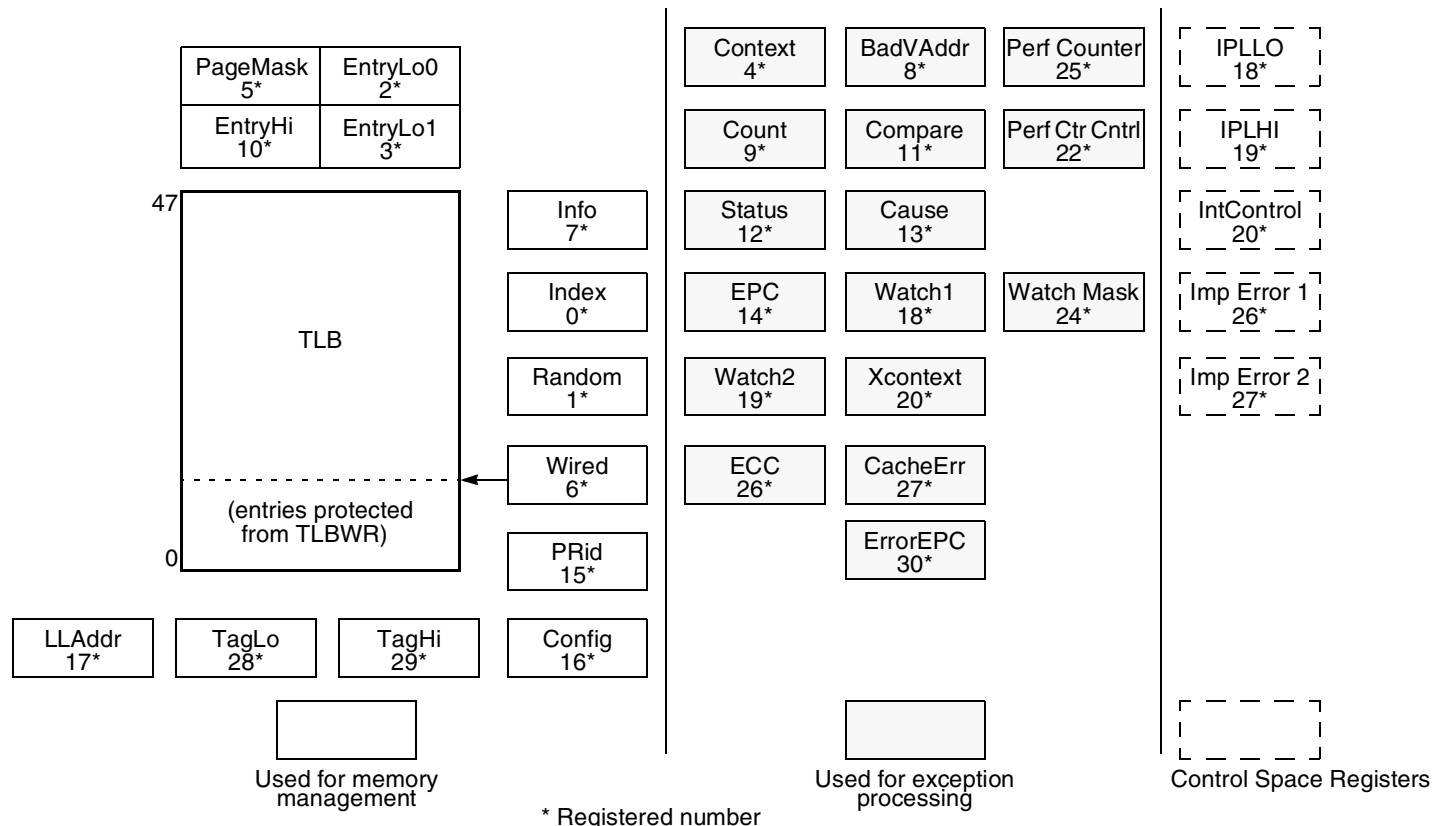 PageMask
5*
EntryLo0
2*
EntryHi
10*
EntryLo1
3*
47
TLB
(entries protected
from TLBWR)
0
Info
7*
Index
0*
Random
1*
Wired
6*
PRid
15*
LLAddr
17*
TagLo
28*
TagHi
29*
Config
16*
Used for memory
management
Context
4*
BadVAddr
8*
Perf Counter
25*
Count
9*
Compare
11*
Perf Ctr Cntrl
22*
Status
12*
Cause
13*
EPC
14*
Watch1
18*
Watch Mask
24*
Watch2
19*
Xcontext
20*
ECC
26*
CacheErr
27*
ErrorEPC
30*
Used for exception
processing
IPLLO
18*
IPLHI
19*
IntControl
20*
Imp Error 1
26*
Imp Error 2
27*
Control Space Registers
* Registered number